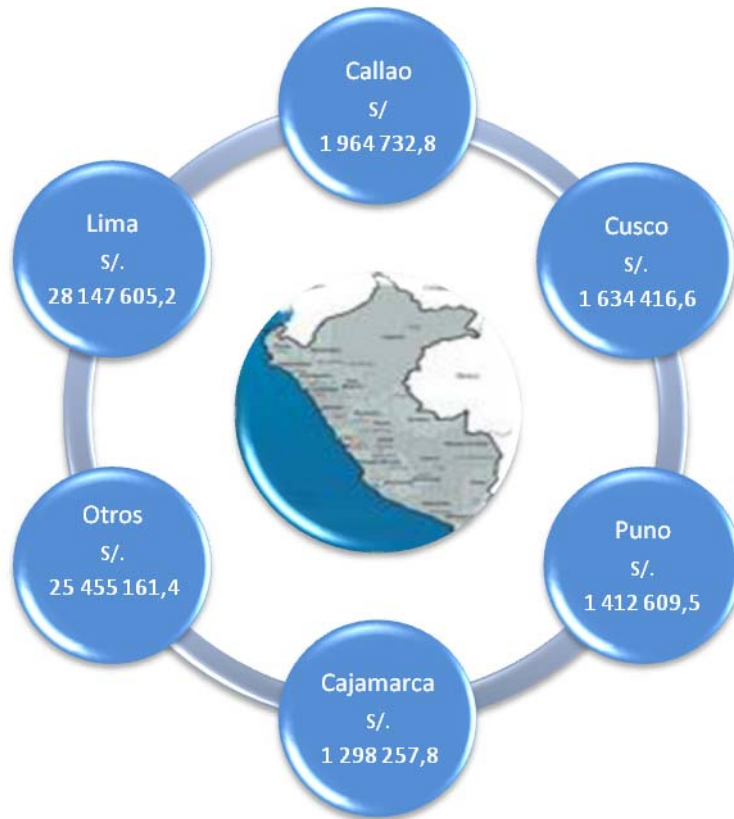 Callao
S/
1 964 732,8
Cusco
S/.
1 634 416,6
Puno
S/.
1 412 609,5
Cajamarca
S/.
1 298 257,8
Otros
S/.
25 455 161,4
Lima
S/.
28 147 605,2